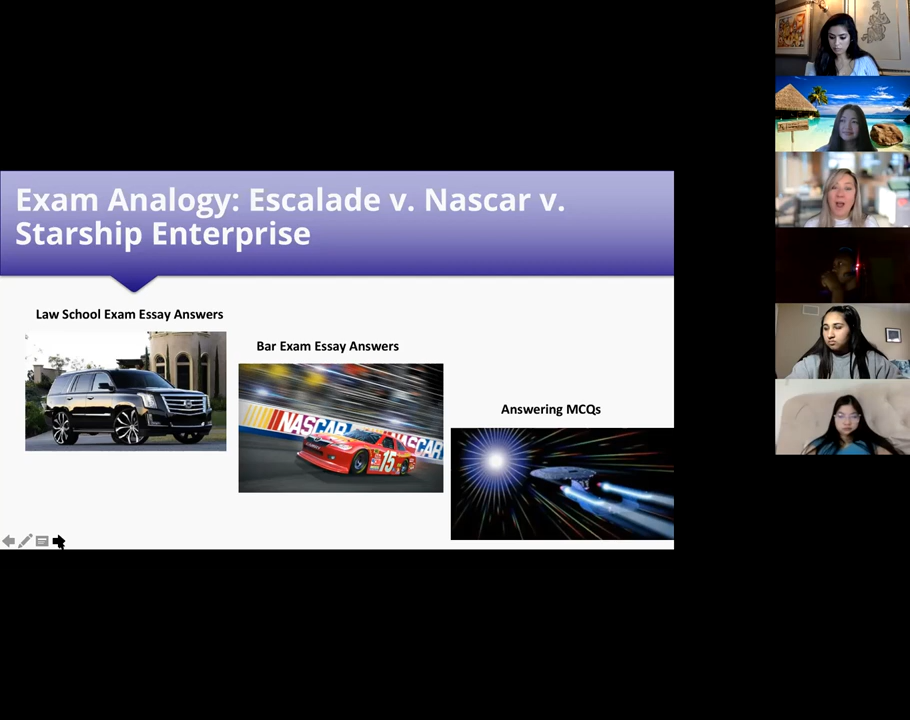 Exam Analogy: Escalade v. Nascar v.
Starship Enterprise
Law School Exam Essay Answers
Bar Exam Essay Answers
Answering MCQs
NASCAR
15